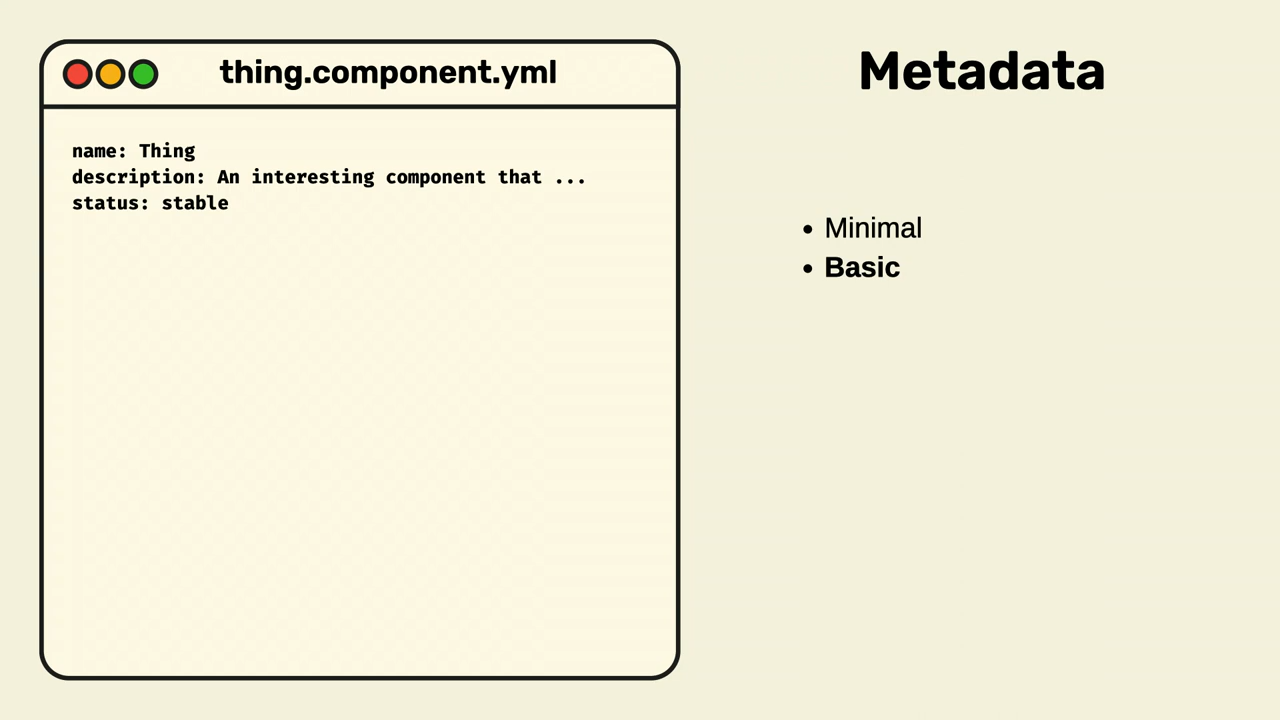 thing.component.yml
name: Thing
description: An interesting component that ...
status: stable
Metadata
• Minimal
• Basic